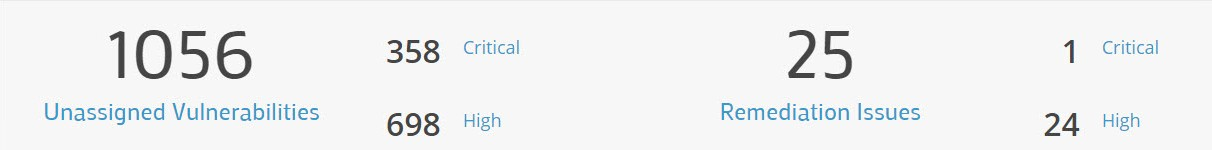 1056
Unassigned Vulnerabilities
358 Critical
698 High
25
Remediation Issues
1 Critical
24 High